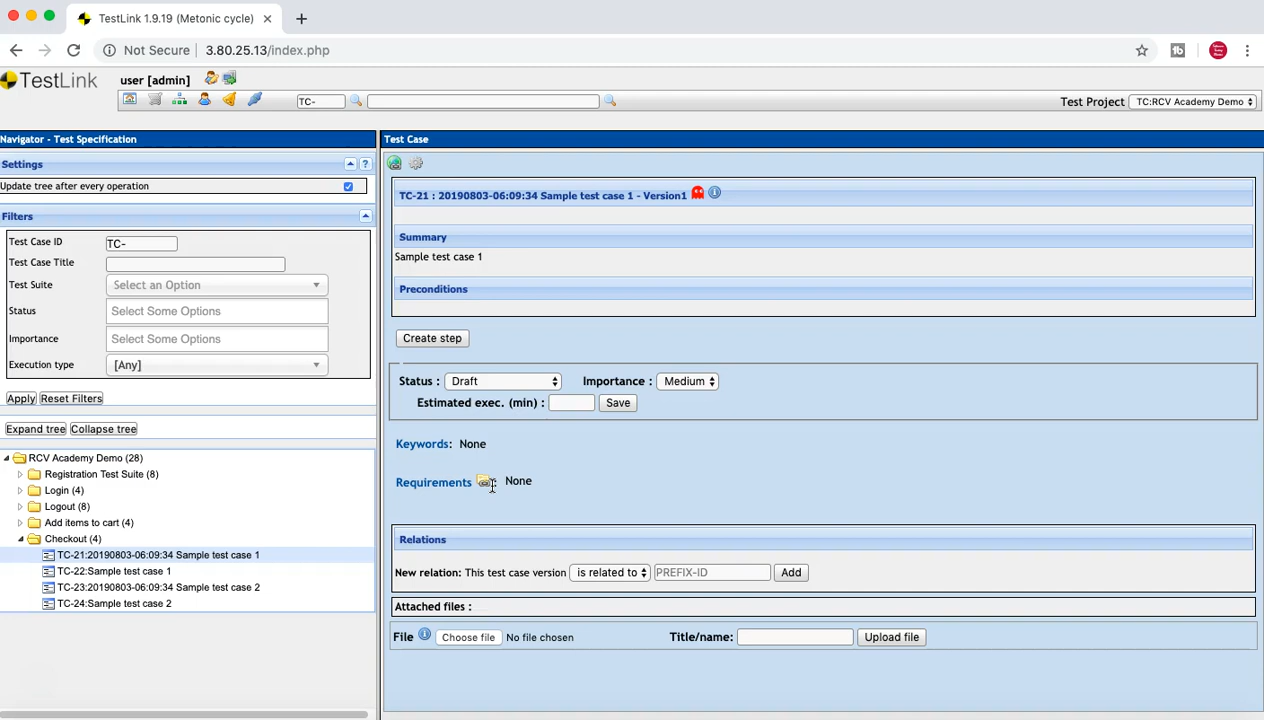 TestLink 1.9.19 (Metonic cycle)
Not Secure 3.80.25.13/index.php
TestLink
user [admin]
TC-
Test Project TC:RCV Academy Demo
Navigator - Test Specification
Settings
?
Update tree after every operation
Filters
Test Case ID TC-
Test Case Title
Test Suite Select an Option
Status Select Some Options
Importance Select Some Options
Execution type [Any]
Apply Reset Filters
Expand tree Collapse tree
RCV Academy Demo (28)
Registration Test Suite (8)
Login (4)
Logout (8)
Add items to cart (4)
Checkout (4)
TC-21:20190803-06:09:34 Sample test case 1
TC-22:Sample test case 1
TC-23:20190803-06:09:34 Sample test case 2
TC-24:Sample test case 2
Test Case
TC-21 : 20190803-06:09:34 Sample test case 1 - Version1
Summary
Sample test case 1
Preconditions
Create step
Status : Draft Importance : Medium
Estimated exec. (min) : Save
Keywords: None
Requirements : None
Relations
New relation: This test case version is related to PREFIX-ID Add
Attached files :
File Choose file No file chosen Title/name: Upload file